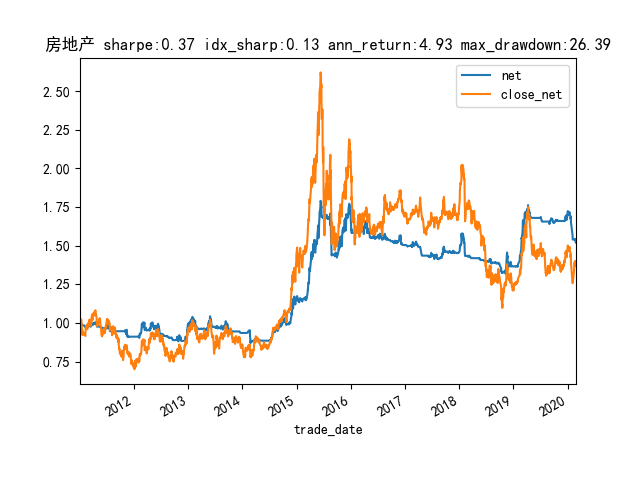 房地产 sharpe:0.37 idx_sharp:0.13 ann_return:4.93 max_drawdown:26.39
net
close_net
2.50
2.25
2.00
1.75
1.50
1.25
1.00
0.75
2012 2013 2014 2015 2016 2017 2018 2019 2020
trade_date